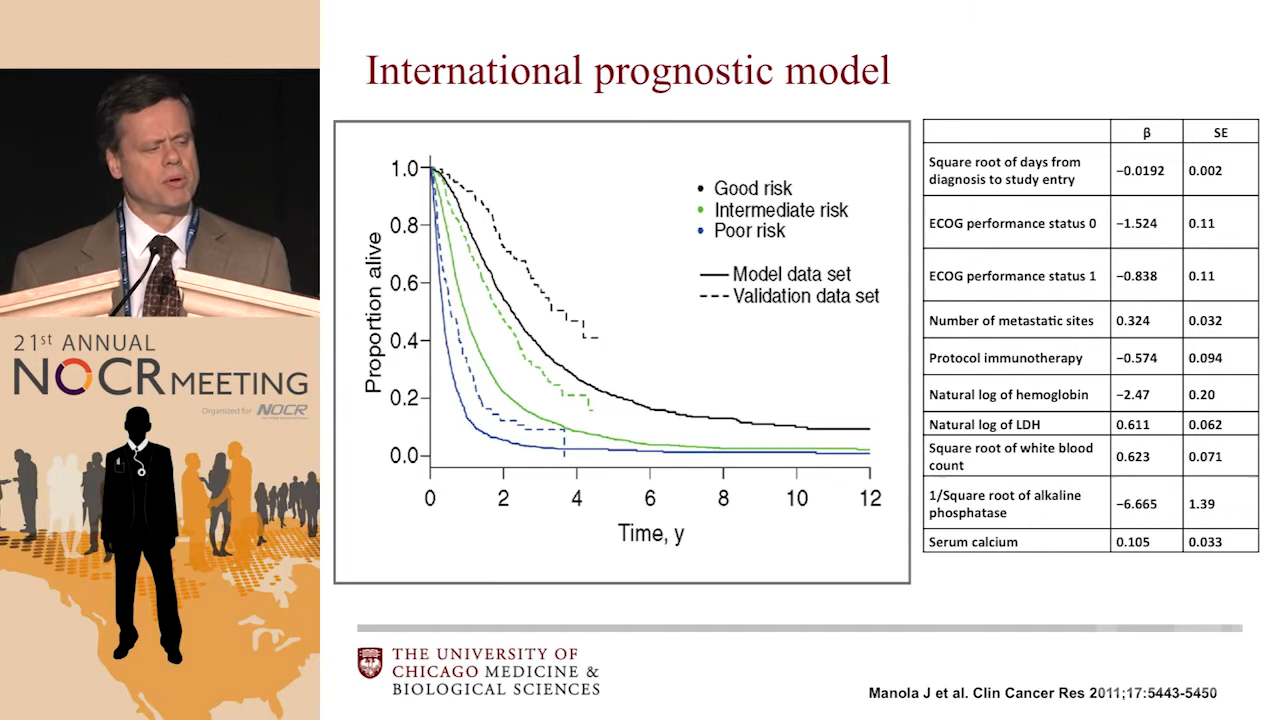 International prognostic model
1.0
0.8
0.6
0.4
0.2
0.0
Proportion alive
0 2 4 6 8 10 12
Time, y
Good risk
Intermediate risk
Poor risk
Model data set
Validation data set
β SE
Square root of days from
diagnosis to study entry −0.0192 0.002
ECOG performance status 0 −1.524 0.11
ECOG performance status 1 −0.838 0.11
Number of metastatic sites 0.324 0.032
Protocol immunotherapy −0.574 0.094
Natural log of hemoglobin −2.47 0.20
Natural log of LDH 0.611 0.062
Square root of white blood
count 0.623 0.071
1/Square root of alkaline
phosphatase −6.665 1.39
Serum calcium 0.105 0.033
21st ANNUAL
NOCR MEETING
Organized for NOCR
THE UNIVERSITY OF
CHICAGO MEDICINE &
BIOLOGICAL SCIENCES
Manola J et al. Clin Cancer Res 2011;17:5443-5450